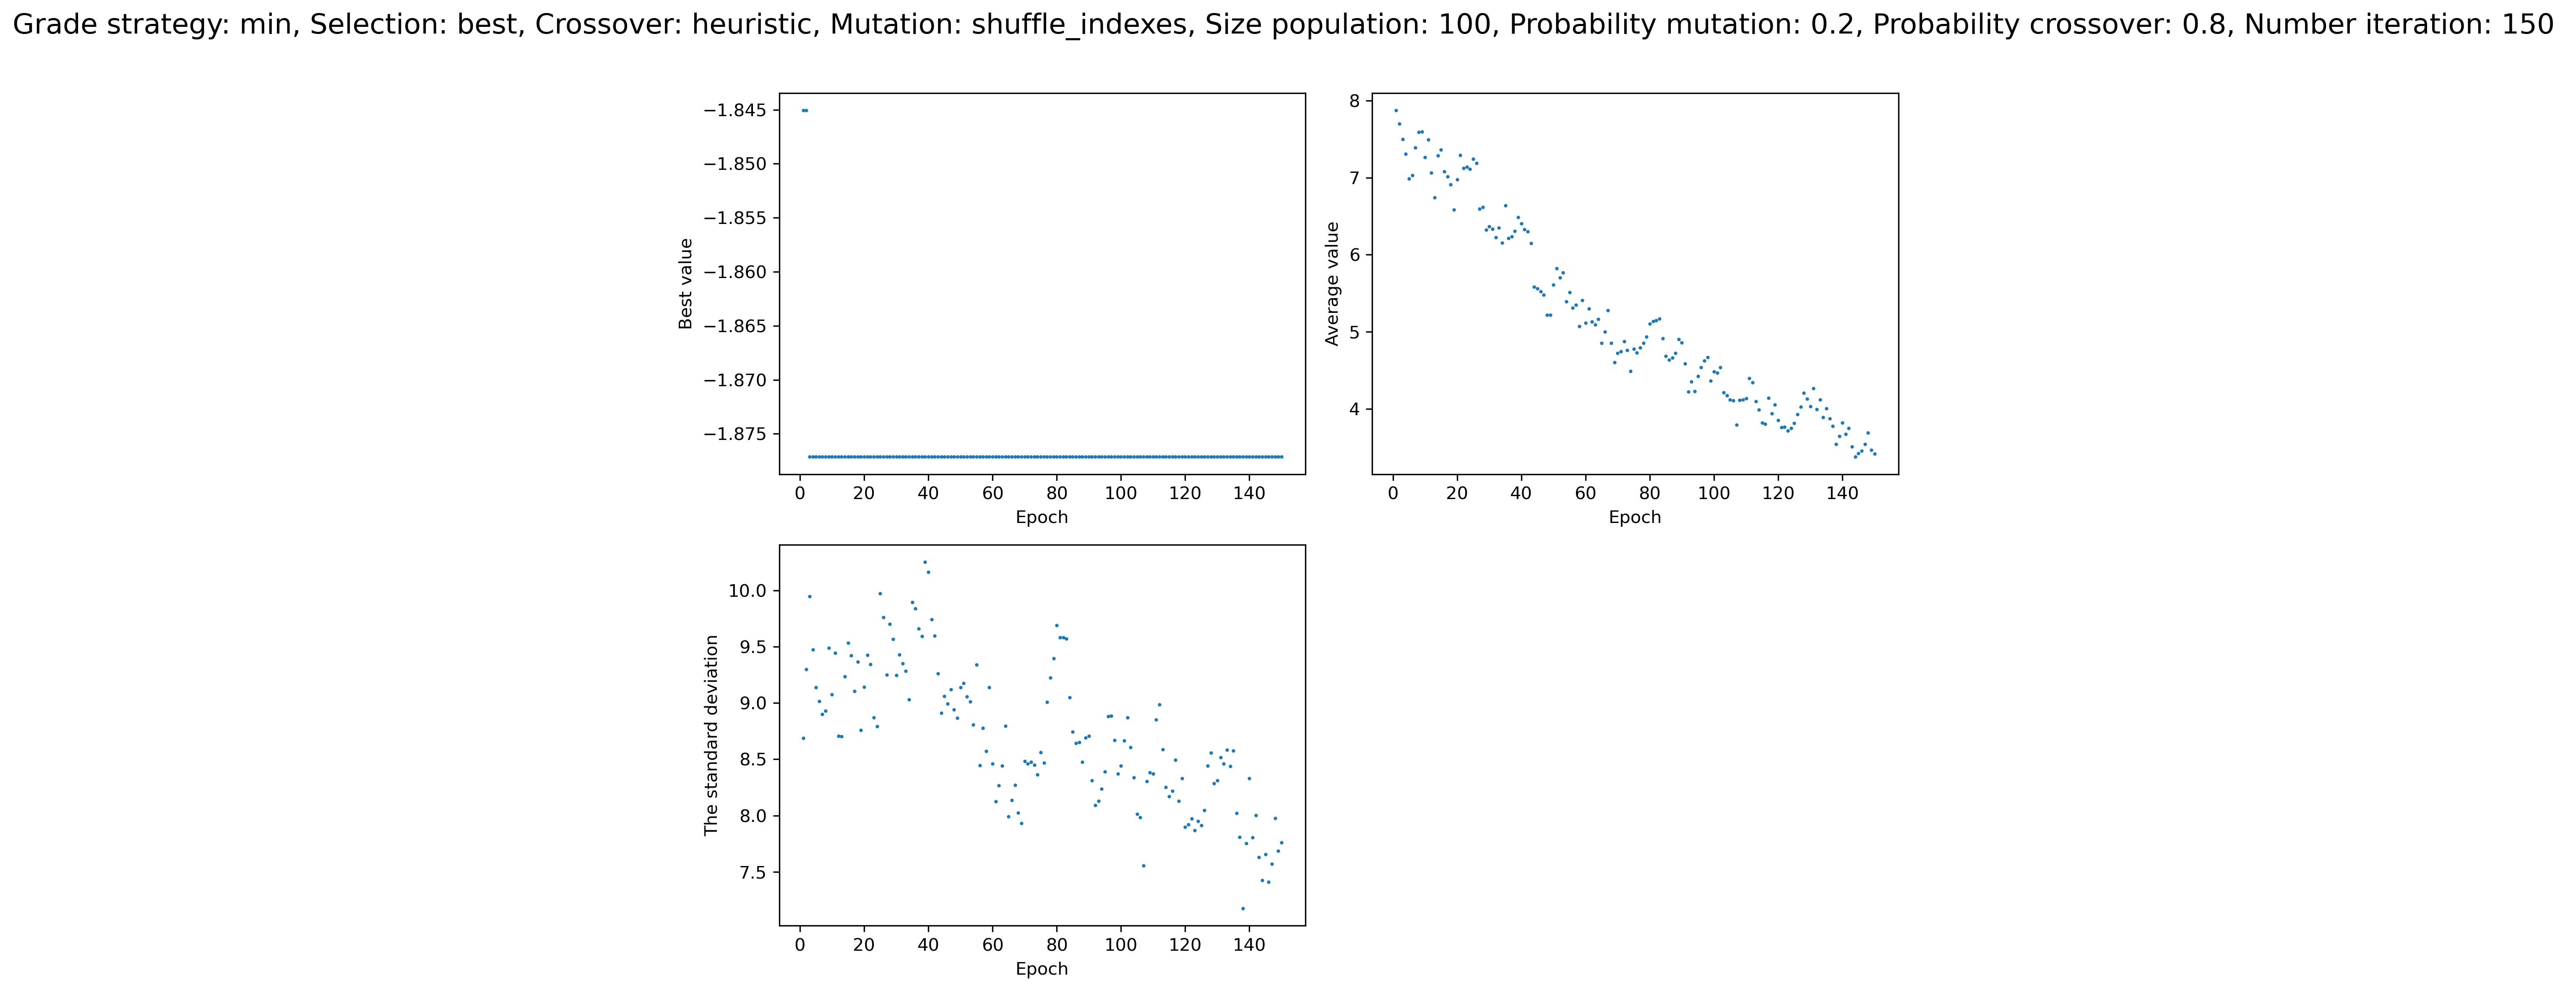 Grade strategy: min, Selection: best, Crossover: heuristic, Mutation: shuffle_indexes, Size population: 100, Probability mutation: 0.2, Probability crossover: 0.8, Number iteration: 150
−1.845
−1.850
−1.855
−1.860
−1.865
−1.870
−1.875
Best value
0 20 40 60 80 100 120 140
Epoch
8
7
6
5
4
Average value
0 20 40 60 80 100 120 140
Epoch
10.0
9.5
9.0
8.5
8.0
7.5
The standard deviation
0 20 40 60 80 100 120 140
Epoch